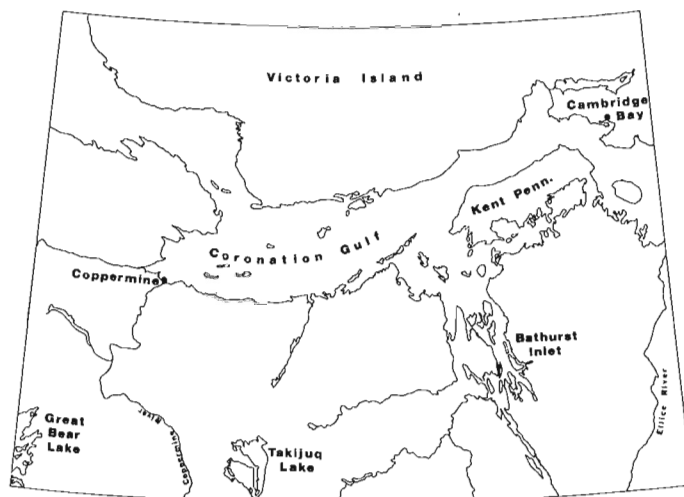 Victoria Island
Cambridge
Bay
Kent Penn.
Coronation Gulf
Coppermine
Bathurst
Inlet
Ellice River
Great
Bear
Lake
Coppermine
River
Takijuq
Lake